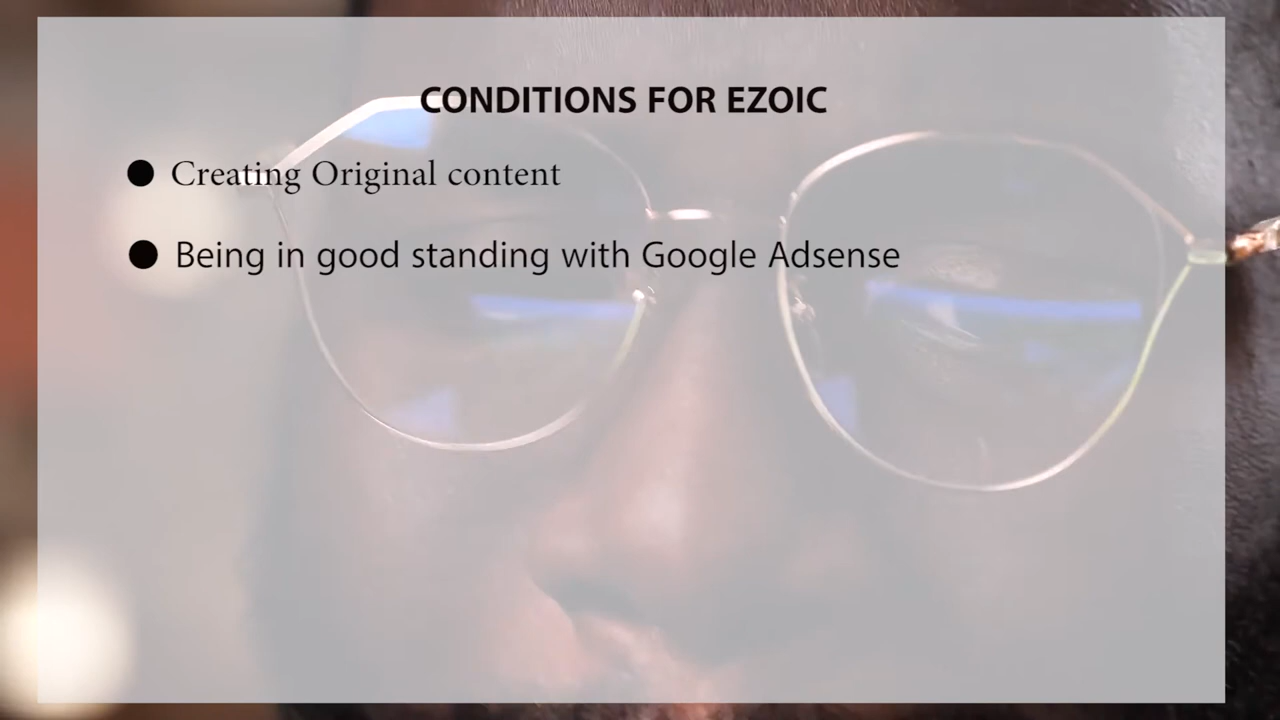 CONDITIONS FOR EZOIC
● Creating Original content
● Being in good standing with Google Adsense